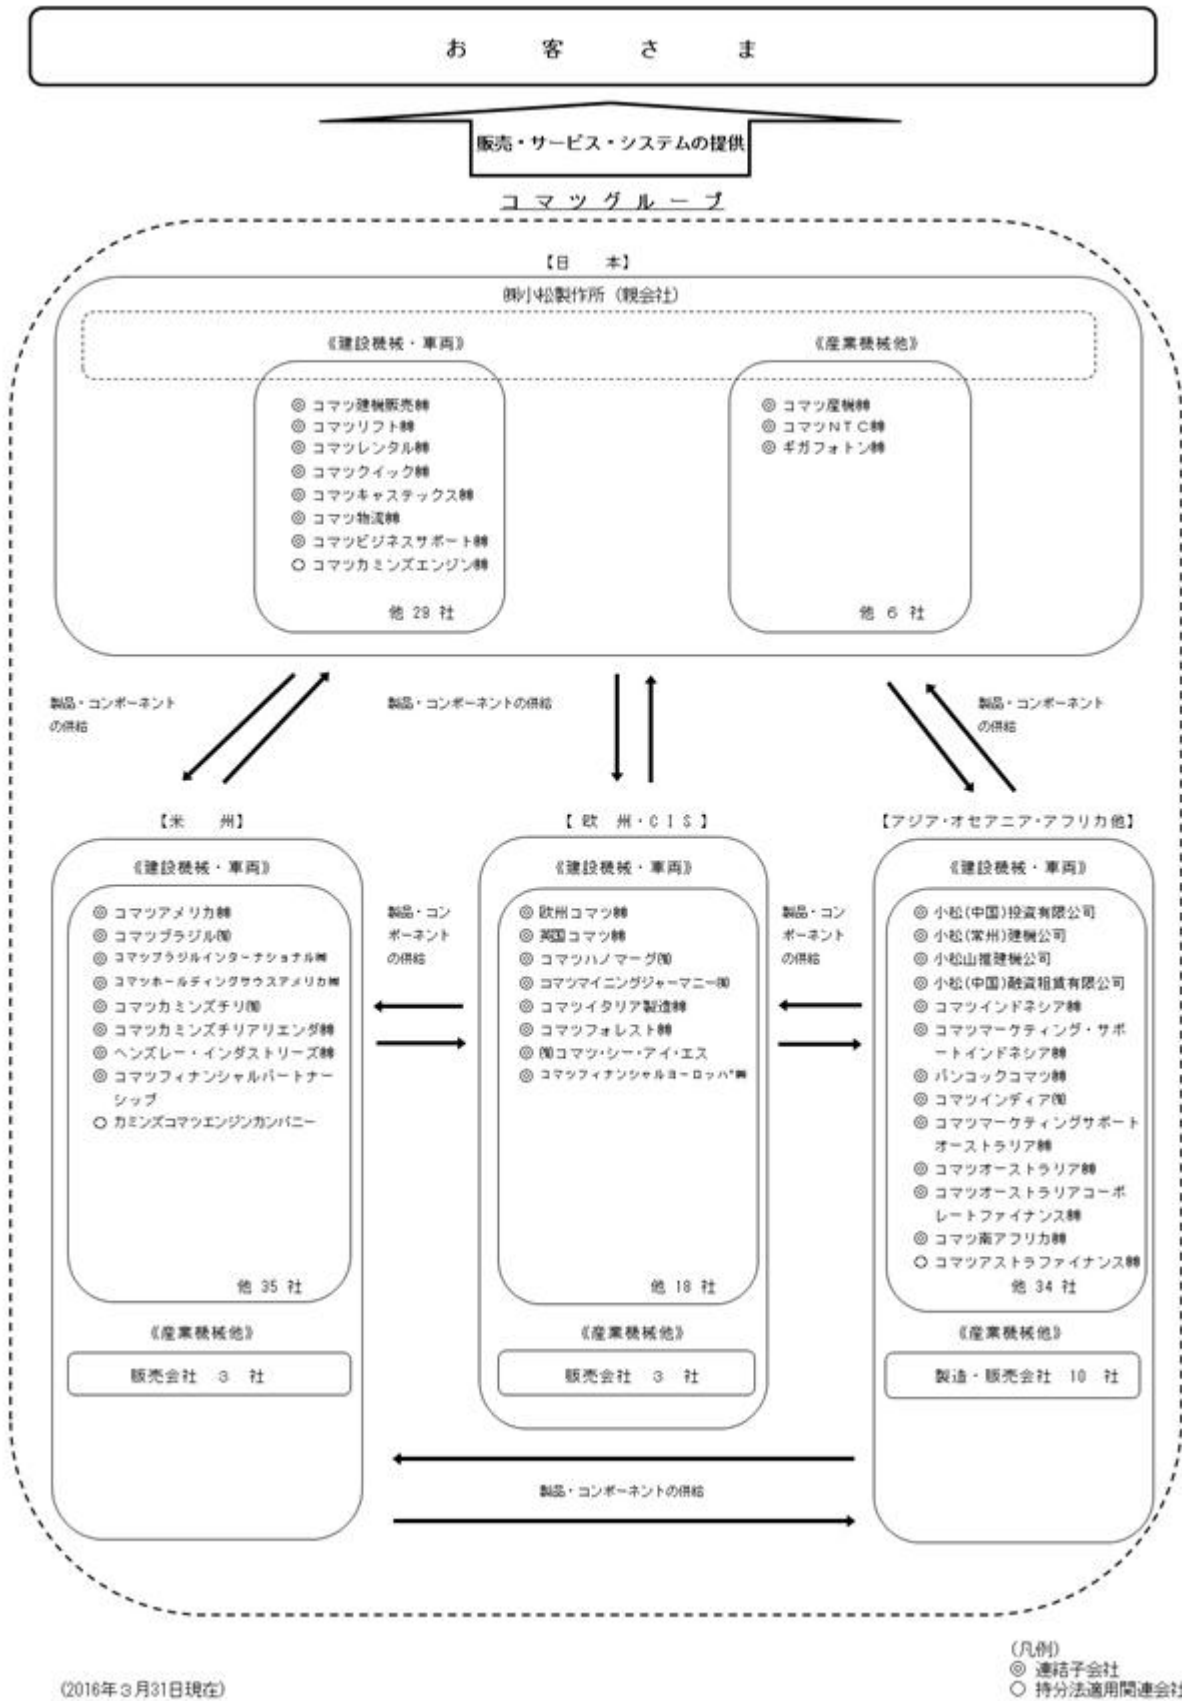 お客さま
販売・サービス・システムの提供
コマツグループ
【日 本】
㈱小松製作所（親会社）
《建設機械・車両》
◎ コマツ建機販売㈱
◎ コマツリフト㈱
◎ コマツレンタル㈱
◎ コマツクイック㈱
◎ コマツキャステックス㈱
◎ コマツ物流㈱
◎ コマツビジネスサポート㈱
○ コマツカミンズエンジン㈱
他 29 社
《産業機械他》
◎ コマツ産機㈱
◎ コマツＮＴＣ㈱
◎ ギガフォトン㈱
他 6 社
製品・コンポーネント
の供給
製品・コンポーネントの供給
製品・コンポーネント
の供給
【米 州】
《建設機械・車両》
◎ コマツアメリカ㈱
◎ コマツブラジル㈲
◎ コマツブラジルインターナショナル㈱
◎ コマツホールディングサウスアメリカ㈱
◎ コマツカミンズチリ㈲
◎ コマツカミンズチリアリエンダ㈱
◎ ヘンズレー・インダストリーズ㈱
◎ コマツフィナンシャルパートナー
シップ
○ カミンズコマツエンジンカンパニー
他 35 社
《産業機械他》
販売会社 3 社
製品・コン
ポーネント
の供給
【欧 州・CIS】
《建設機械・車両》
◎ 欧州コマツ㈱
◎ 英国コマツ㈱
◎ コマツハノマーグ㈲
◎ コマツマイニングジャーマニー㈲
◎ コマツイタリア製造㈱
◎ コマツフォレスト㈱
◎ ㈲コマツ・シー・アイ・エス
◎ コマツフィナンシャルヨーロッパ㈱
他 18 社
《産業機械他》
販売会社 3 社
製品・コン
ポーネント
の供給
【アジア・オセアニア・アフリカ他】
《建設機械・車両》
◎ 小松(中国)投資有限公司
◎ 小松(常州)建機公司
◎ 小松山推建機公司
◎ 小松(中国)融資租賃有限公司
◎ コマツインドネシア㈱
◎ コマツマーケティング・サポ
ートインドネシア㈱
◎ バンコックコマツ㈱
◎ コマツインディア㈲
◎ コマツマーケティングサポート
オーストラリア㈱
◎ コマツオーストラリア㈱
◎ コマツオーストラリアコーポ
レートファイナンス㈱
◎ コマツ南アフリカ㈱
○ コマツアストラファイナンス㈱
他 34 社
《産業機械他》
製造・販売会社 10 社
製品・コンポーネントの供給
(凡例)
◎ 連結子会社
○ 持分法適用関連会社
(2016年３月31日現在)